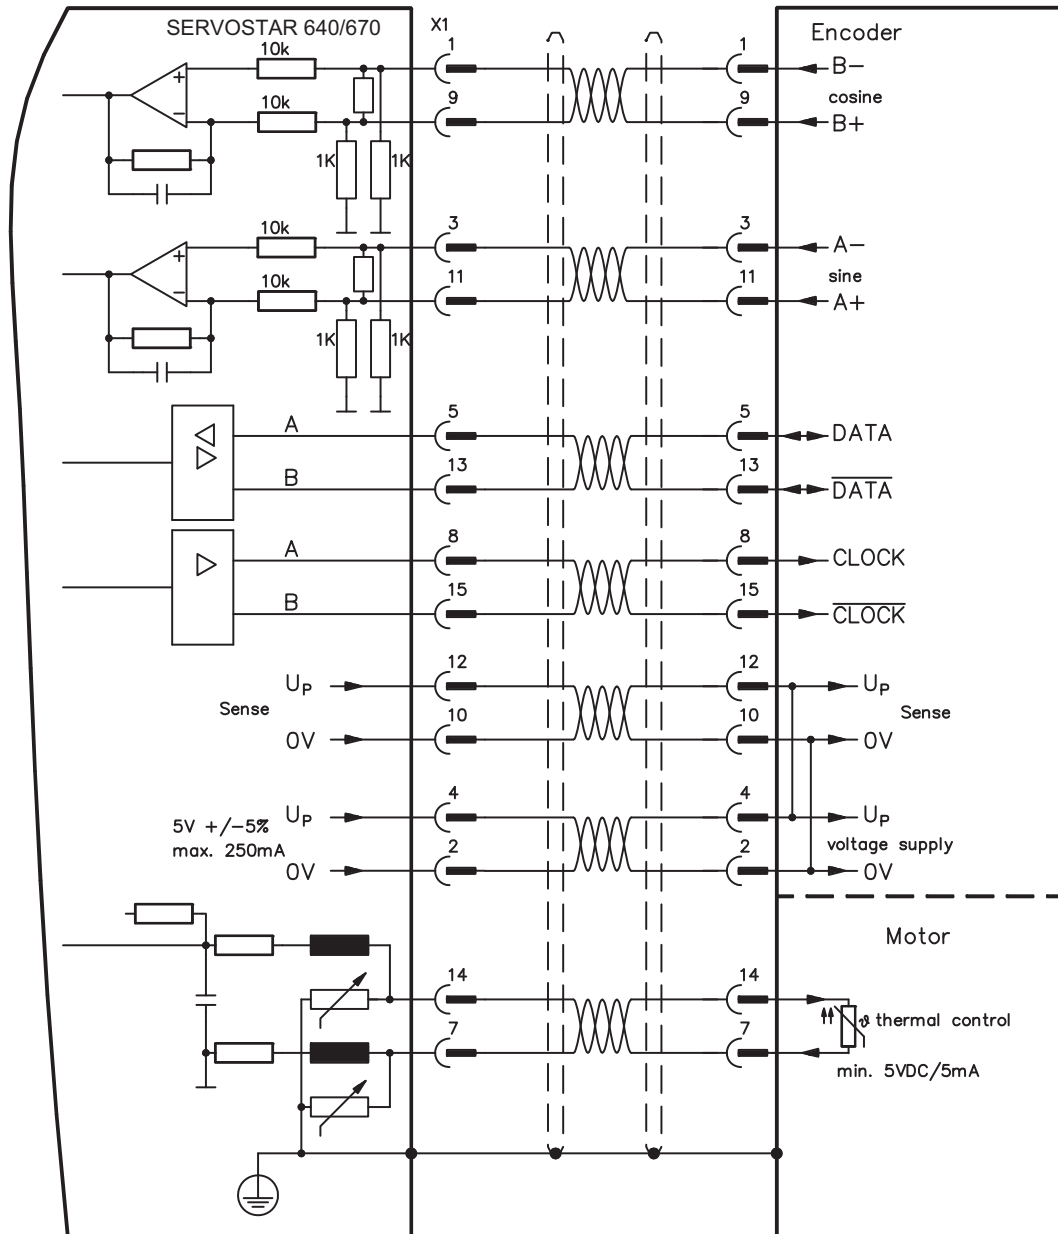 SERVOSTAR 640/670
X1
Encoder
10k
1
1
B−
+
cosine
−
10k
9
9
B+
1K
1K
10k
3
3
A−
+
sine
−
10k
11
11
A+
1K
1K
A
5
5
DATA
B
13
13
DATA
A
8
8
CLOCK
B
15
15
CLOCK
UP
12
12
UP
Sense
Sense
0V
10
10
0V
UP
4
4
UP
5V +/−5%
max. 250mA
voltage supply
0V
2
2
0V
Motor
14
14
ϑ thermal control
7
7
min. 5VDC/5mA